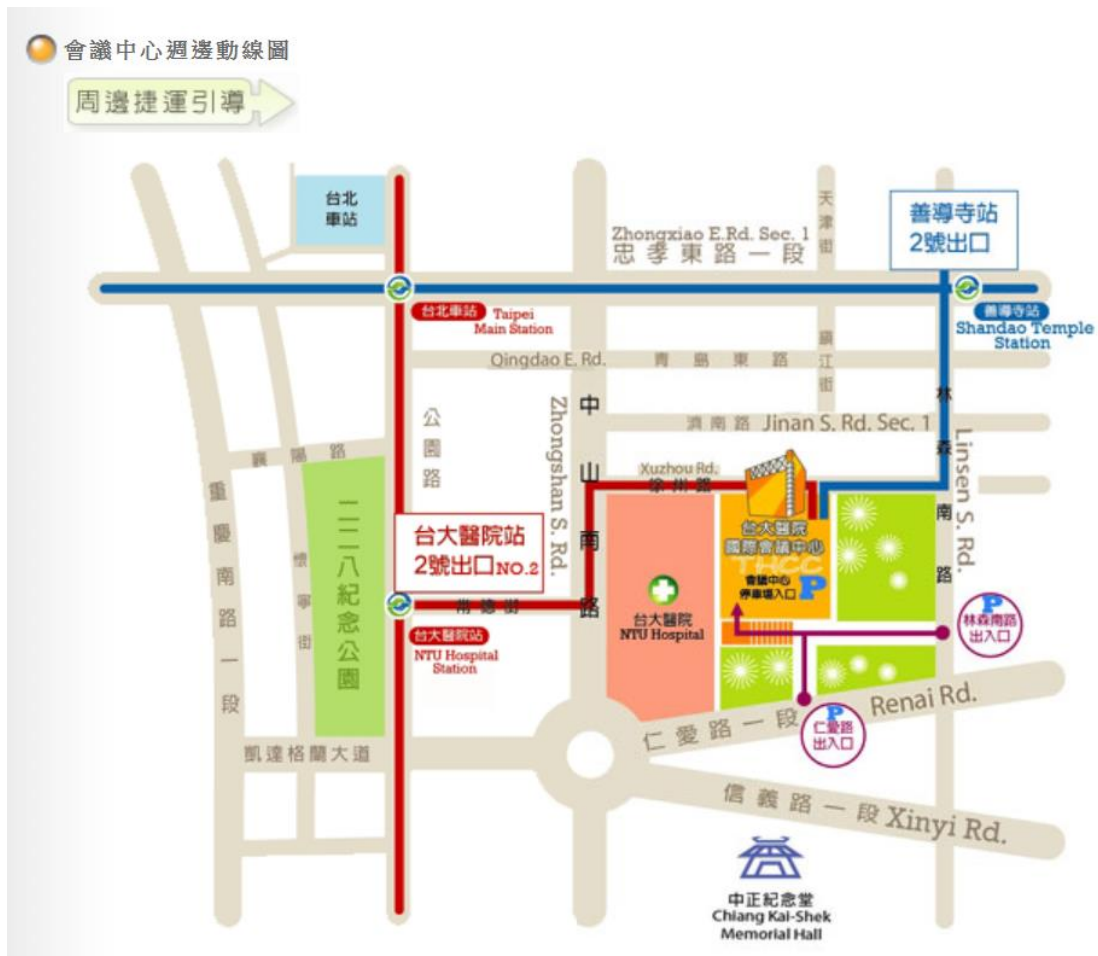 會議中心週邊動線圖
周邊捷運引導
台北
車站
Zhongxiao E.Rd. Sec. 1
忠孝東路一段
天津街
善導寺站
2號出口
台北車站 Taipei
Main Station
善導寺站
Shandao Temple
Station
Qingdao E. Rd. 青島東路
鎮江街
公園路
Zhongshan S. Rd.
中山南路
濟南路 Jinan S. Rd. Sec. 1
林森南路
Linsen S. Rd.
襄陽路
Xuzhou Rd.
徐州路
重慶南路一段
懷寧街
二二八紀念公園
台大醫院站
2號出口NO.2
常德街
台大醫院站
NTU Hospital
Station
台大醫院
國際會議中心
THCC
會議中心
停車場入口 P
台大醫院
NTU Hospital
P
林森南路
出入口
P
仁愛路
出入口
仁愛路一段 Renai Rd.
凱達格蘭大道
信義路一段 Xinyi Rd.
中正紀念堂
Chiang Kai-Shek
Memorial Hall